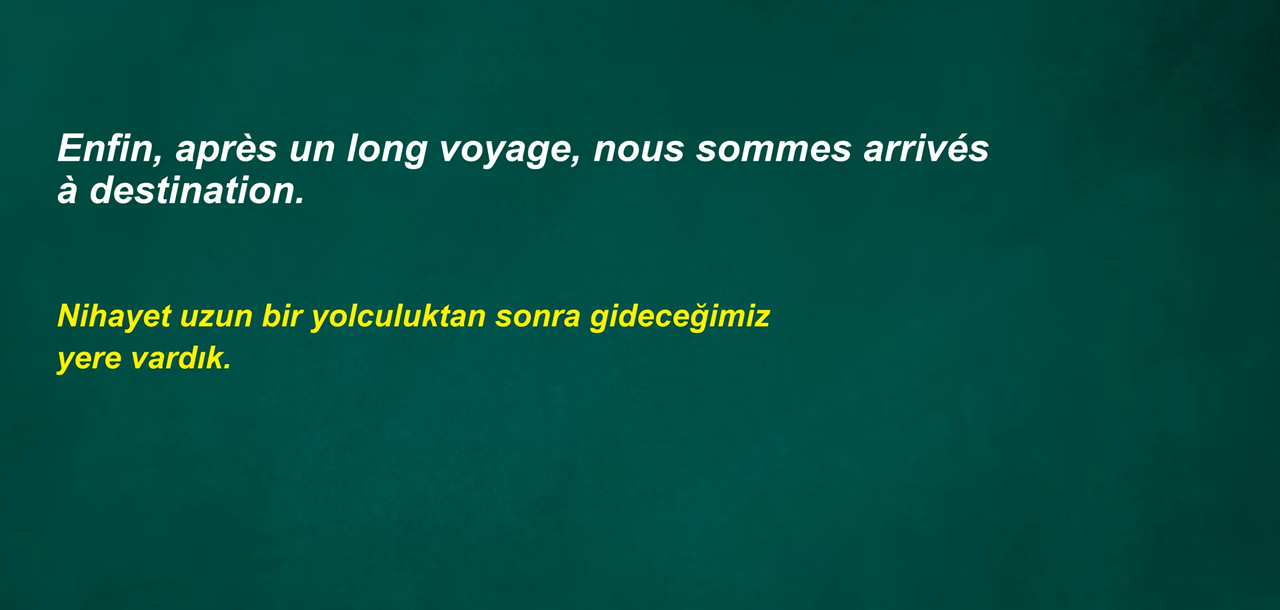 Enfin, après un long voyage, nous sommes arrivés
à destination.
Nihayet uzun bir yolculuktan sonra gideceğimiz
yere vardık.